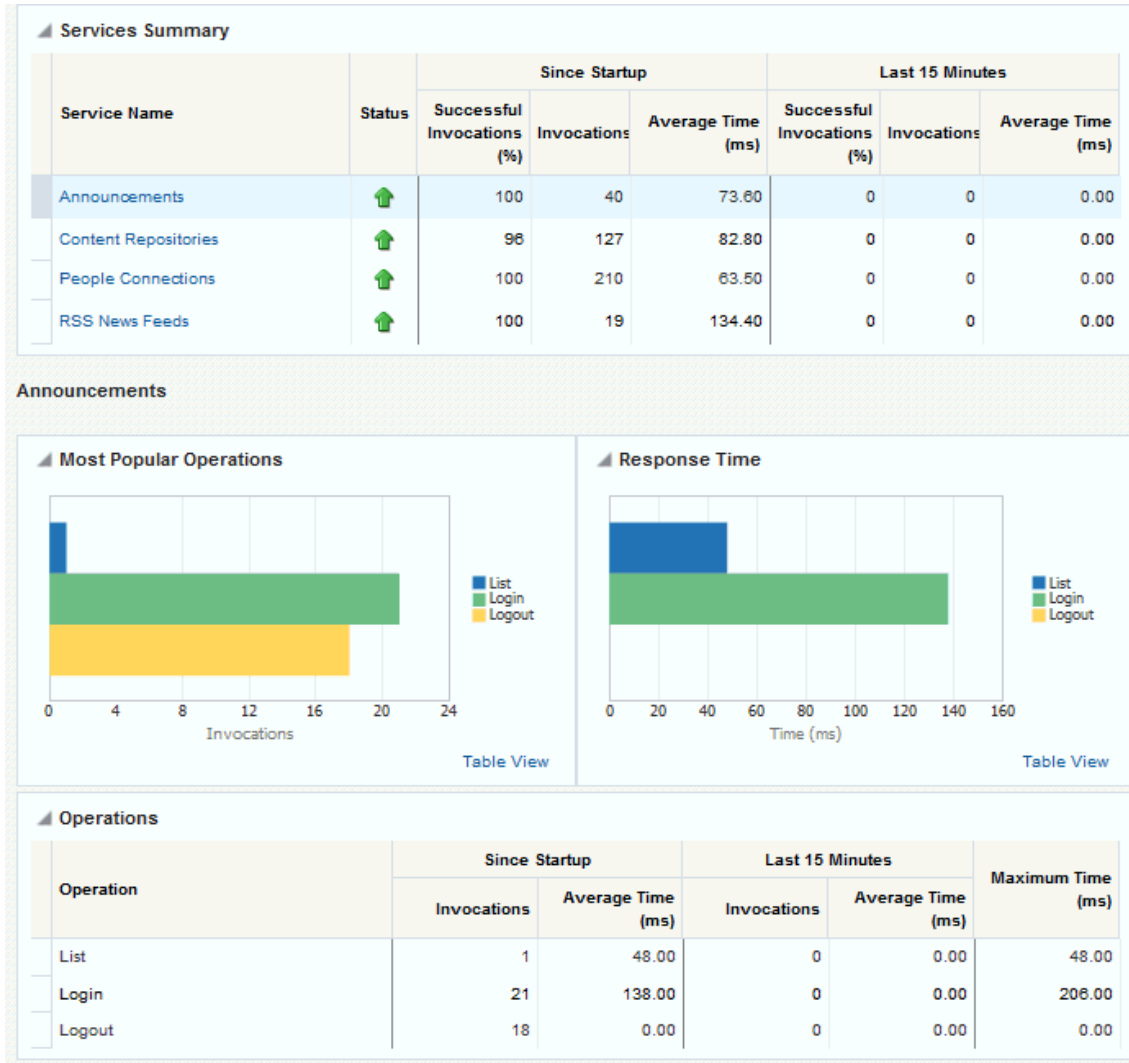 Services Summary
Since Startup Last 15 Minutes
Service Name Status Successful Invocations (%) Invocations Average Time (ms) Successful Invocations (%) Invocations Average Time (ms)
Announcements 100 40 73.60 0 0 0.00
Content Repositories 96 127 82.80 0 0 0.00
People Connections 100 210 63.50 0 0 0.00
RSS News Feeds 100 19 134.40 0 0 0.00
Announcements
Most Popular Operations
List
Login
Logout
0 4 8 12 16 20 24
Invocations
Table View
Response Time
List
Login
Logout
0 20 40 60 80 100 120 140 160
Time (ms)
Table View
Operations
Since Startup Last 15 Minutes
Operation Invocations Average Time (ms) Invocations Average Time (ms) Maximum Time (ms)
List 1 48.00 0 0.00 48.00
Login 21 138.00 0 0.00 206.00
Logout 18 0.00 0 0.00 0.00